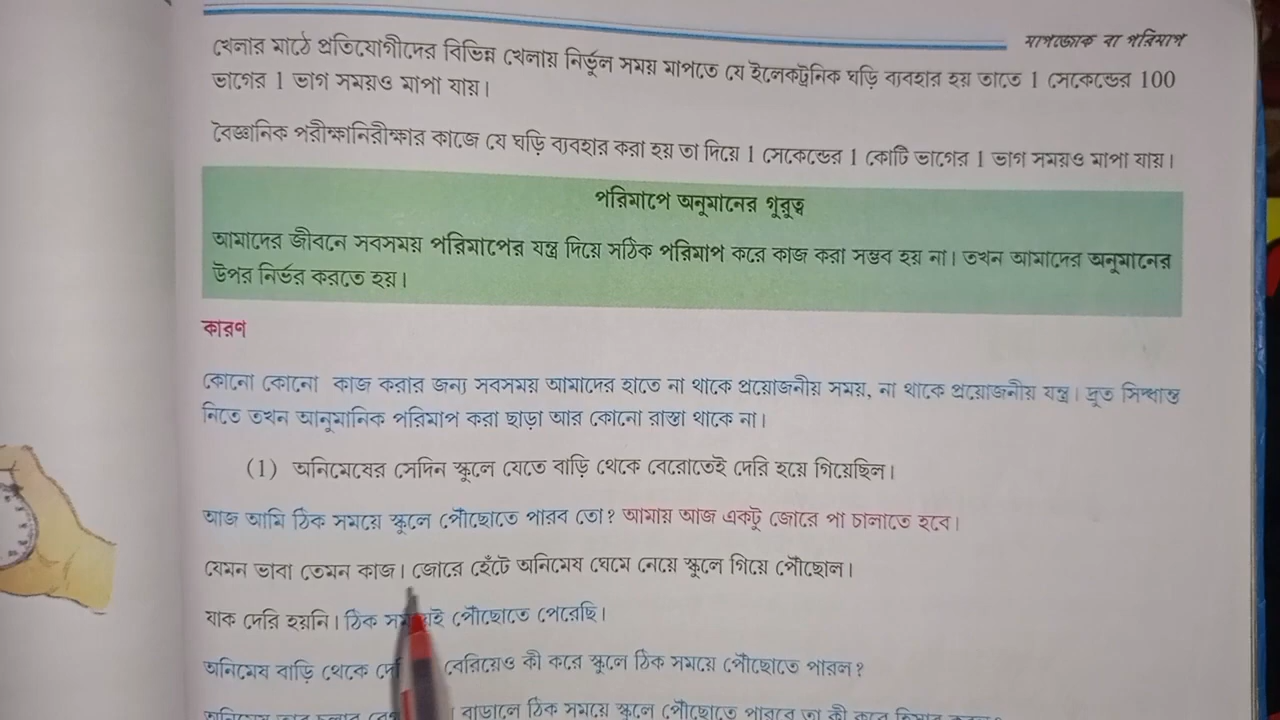 মাপজোক বা পরিমাপ
খেলার মাঠে প্রতিযোগীদের বিভিন্ন খেলায় নির্ভুল সময় মাপতে যে ইলেকট্রনিক ঘড়ি ব্যবহার হয় তাতে 1 সেকেন্ডের 100
ভাগের 1 ভাগ সময়ও মাপা যায়।
বৈজ্ঞানিক পরীক্ষানিরীক্ষার কাজে যে ঘড়ি ব্যবহার করা হয় তা দিয়ে 1 সেকেন্ডের 1 কোটি ভাগের 1 ভাগ সময়ও মাপা যায়।
পরিমাপে অনুমানের গুরুত্ব
আমাদের জীবনে সবসময় পরিমাপের যন্ত্র দিয়ে সঠিক পরিমাপ করে কাজ করা সম্ভব হয় না। তখন আমাদের অনুমানের
উপর নির্ভর করতে হয়।
কারণ
কোনো কোনো কাজ করার জন্য সবসময় আমাদের হাতে না থাকে প্রয়োজনীয় সময়, না থাকে প্রয়োজনীয় যন্ত্র। দ্রুত সিদ্ধান্ত
নিতে তখন আনুমানিক পরিমাপ করা ছাড়া আর কোনো রাস্তা থাকে না।
(1) অনিমেষের সেদিন স্কুলে যেতে বাড়ি থেকে বেরোতেই দেরি হয়ে গিয়েছিল।
আজ আমি ঠিক সময়ে স্কুলে পৌঁছোতে পারব তো? আমায় আজ একটু জোরে পা চালাতে হবে।
যেমন ভাবা তেমন কাজ। জোরে হেঁটে অনিমেষ ঘেমে নেয়ে স্কুলে গিয়ে পৌঁছোল।
যাক দেরি হয়নি। ঠিক পৌঁছোতে পেরেছি।
অনিমেষ বাড়ি থেকে বেরিয়েও কী করে স্কুলে ঠিক সময়ে পৌঁছোতে পারল?
বাড়ালে ঠিক সময়ে স্কুলে পৌঁছোতে পারবে তা কী করে